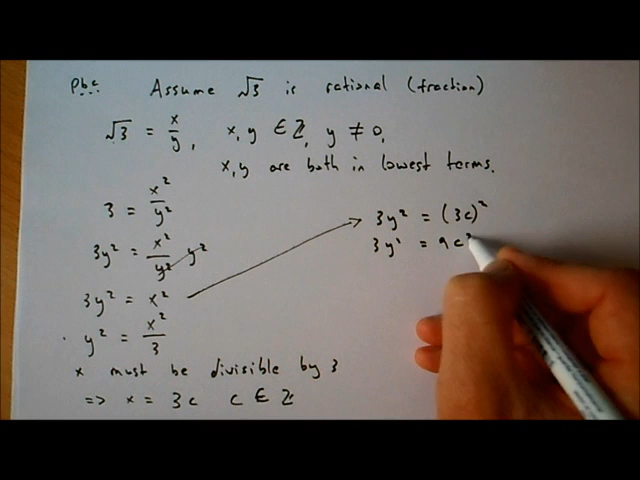 Pbc Assume √3 is rational (fraction)
√3 = x/y, x,y ∈ ℤ, y ≠ 0,
x,y are both in lowest terms.
3 = x²/y²
3y² = x²/y² y²
3y² = x²
y² = x²/3
x must be divisible by 3
=> x = 3c c ∈ ℤ
3y² = (3c)²
3y² = 9c²